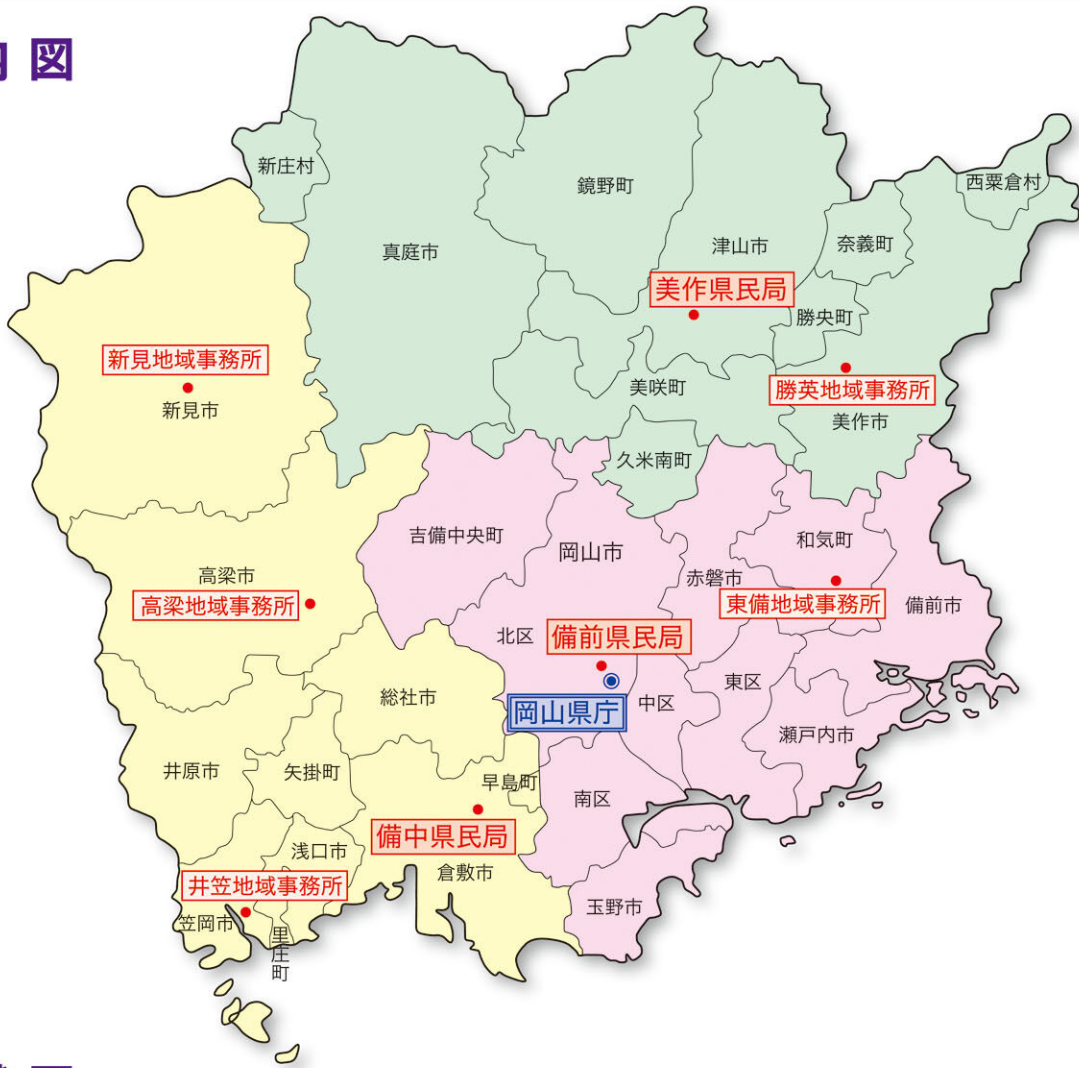 図
新庄村
鏡野町
西粟倉村
真庭市
津山市
奈義町
美作県民局
勝央町
新見地域事務所
新見市
美咲町
勝英地域事務所
美作市
久米南町
吉備中央町
岡山市
和気町
高梁市
高梁地域事務所
赤磐市
東備地域事務所
備前市
北区
備前県民局
総社市
岡山県庁
中区
東区
瀬戸内市
井原市
矢掛町
早島町
南区
備中県民局
浅口市
倉敷市
井笠地域事務所
笠岡市
里庄町
玉野市